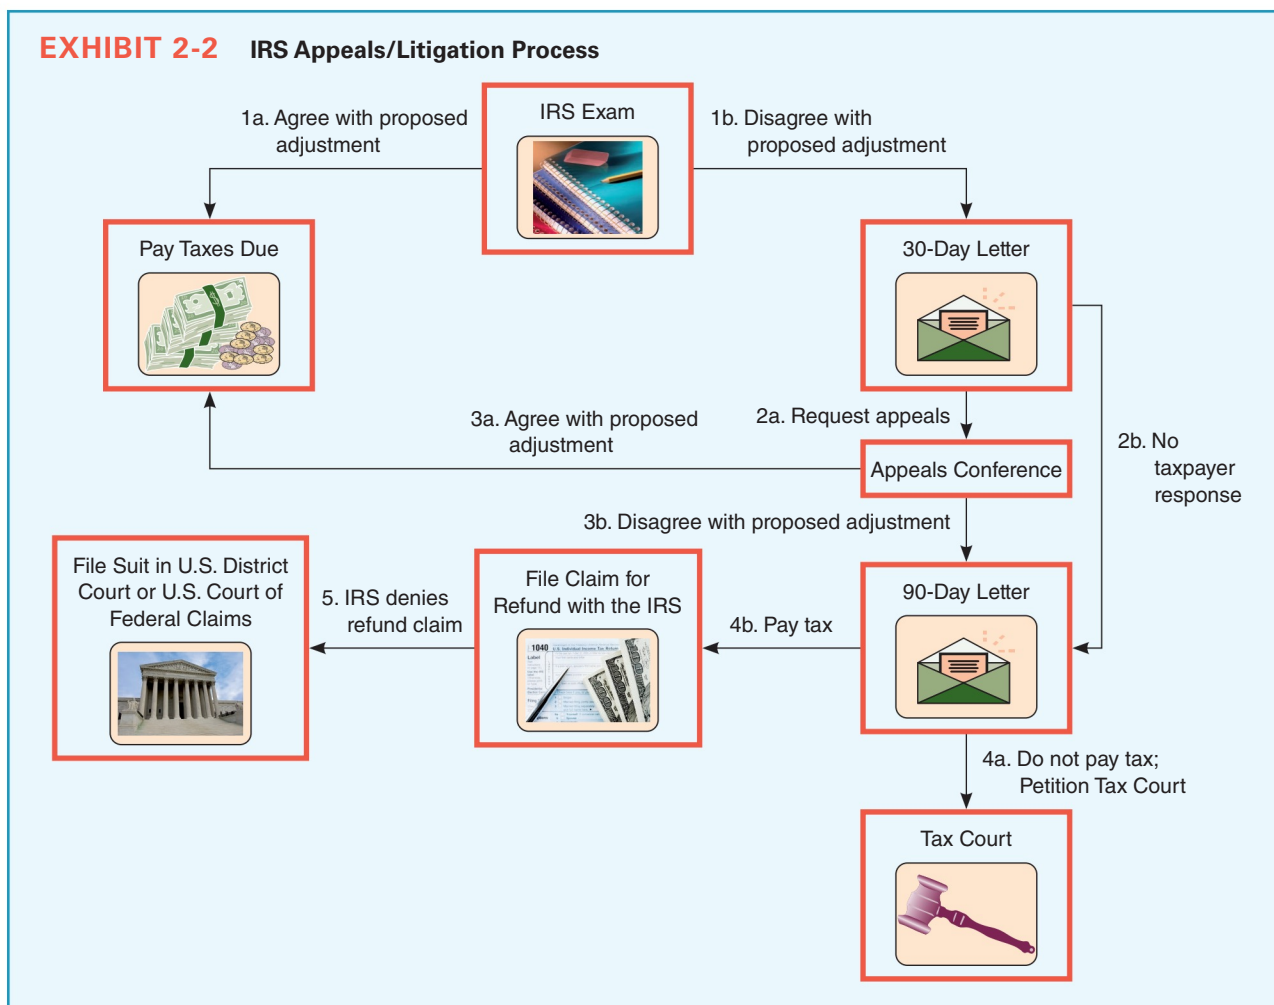 EXHIBIT 2-2 IRS Appeals/Litigation Process
IRS Exam
1a. Agree with proposed
adjustment
1b. Disagree with
proposed adjustment
Pay Taxes Due
30-Day Letter
3a. Agree with proposed
adjustment
2a. Request appeals
2b. No
taxpayer
response
Appeals Conference
3b. Disagree with proposed adjustment
File Suit in U.S. District
Court or U.S. Court of
Federal Claims
5. IRS denies
refund claim
File Claim for
Refund with the IRS
1040
4b. Pay tax
90-Day Letter
4a. Do not pay tax;
Petition Tax Court
Tax Court